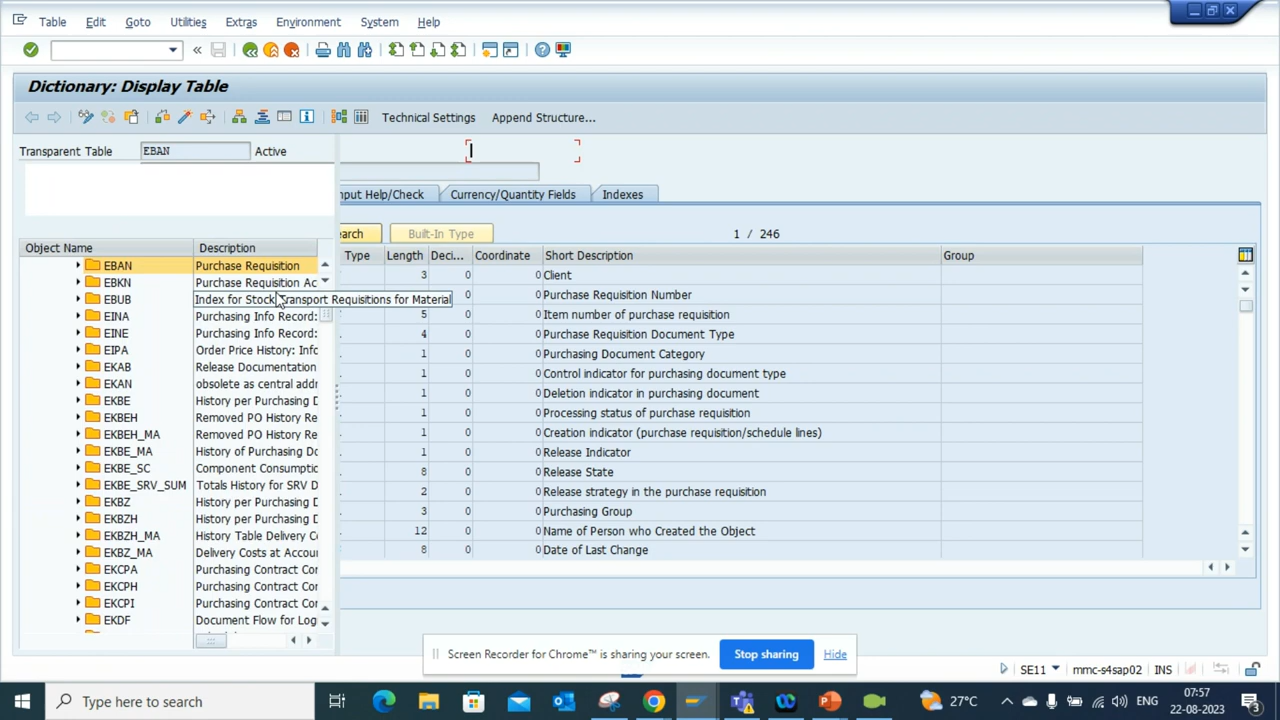 Table Edit Goto Utilities Extras Environment System Help
Dictionary: Display Table
Technical Settings Append Structure...
Transparent Table EBAN Active
Input Help/Check Currency/Quantity Fields Indexes
Built-In Type 1 / 246
Object Name Description
EBAN Purchase Requisition
EBKN Purchase Requisition Ac
EBUB Index for Stock Transport Requisitions for Material
EINA Purchasing Info Record:
EINE Purchasing Info Record:
EIPA Order Price History: Info
EKAB Release Documentation
EKAN obsolete as central addr
EKBE History per Purchasing D
EKBEH Removed PO History Re
EKBEH_MA Removed PO History Re
EKBE_MA History of Purchasing Do
EKBE_SC Component Consumptio
EKBE_SRV_SUM Totals History for SRV D
EKBZ History per Purchasing D
EKBZH History per Purchasing D
EKBZH_MA History Table Delivery Co
EKBZ_MA Delivery Costs at Accour
EKCPA Purchasing Contract Cor
EKCPH Purchasing Contract Cor
EKCPI Purchasing Contract Cor
EKDF Document Flow for Log
Type Length Deci... Coordinate Short Description Group
3 0 0 Client
Purchase Requisition Number
5 0 0 Item number of purchase requisition
4 0 0 Purchase Requisition Document Type
1 0 0 Purchasing Document Category
1 0 0 Control indicator for purchasing document type
1 0 0 Deletion indicator in purchasing document
1 0 0 Processing status of purchase requisition
1 0 0 Creation indicator (purchase requisition/schedule lines)
1 0 0 Release Indicator
8 0 0 Release State
2 0 0 Release strategy in the purchase requisition
3 0 0 Purchasing Group
12 0 0 Name of Person who Created the Object
8 0 0 Date of Last Change
Screen Recorder for Chrome™ is sharing your screen. Stop sharing Hide
SE11 mmc-s4sap02 INS
Type here to search
27°C ENG 07:57
22-08-2023 3